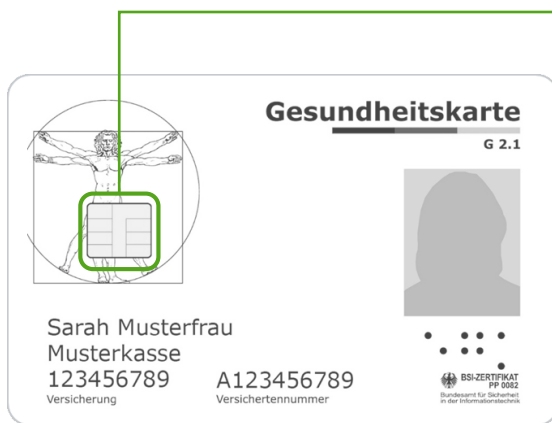 Gesundheitskarte
G 2.1
Sarah Musterfrau
Musterkasse
123456789 A123456789
Versicherung Versichertennummer
BSI-ZERTIFIKAT
PP 0082
Bundesamt für Sicherheit
in der Informationstechnik